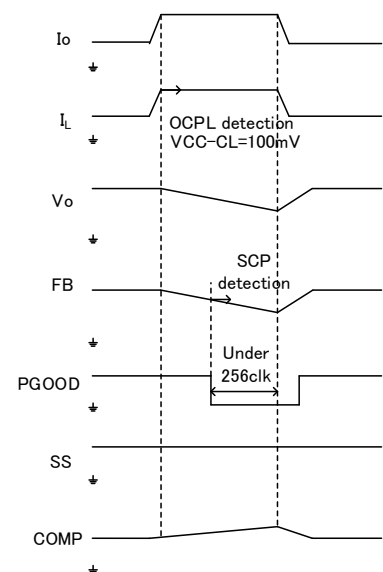 Io
IL
OCPL detection
VCC-CL=100mV
Vo
SCP
detection
FB
Under
256clk
PGOOD
SS
COMP